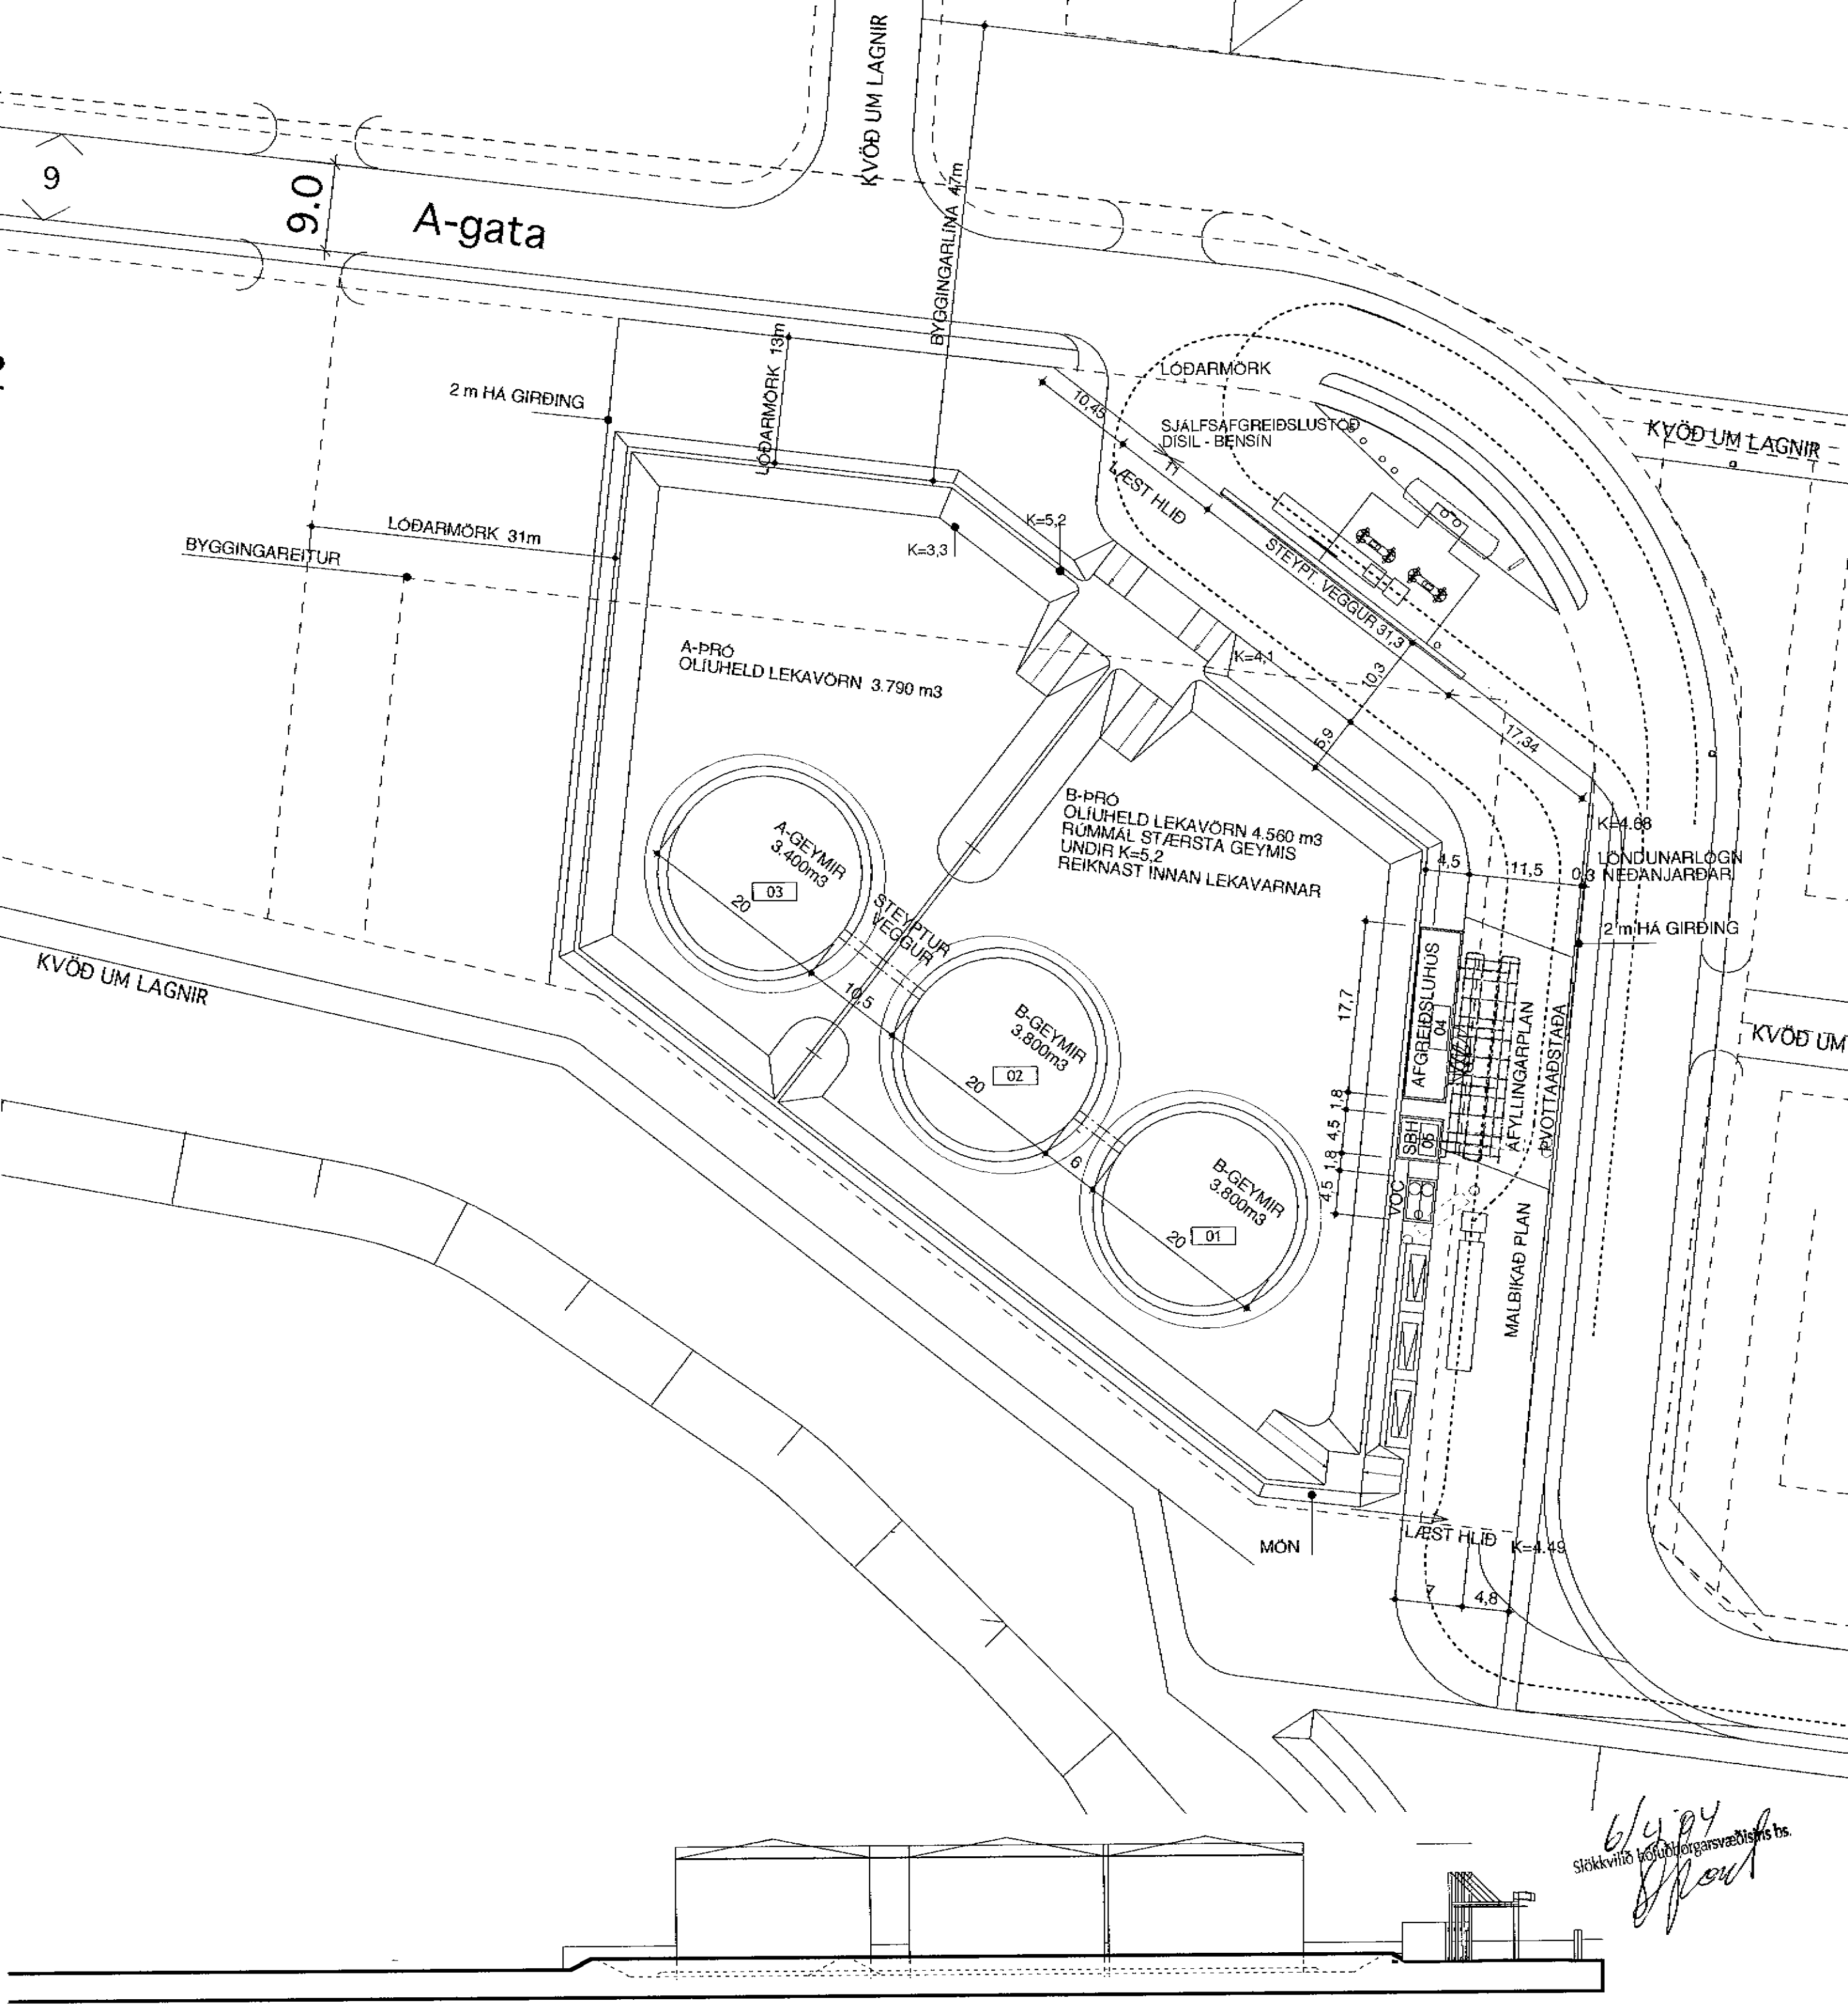 KVÖÐ UM LAGNIR
9
9.0
A-gata
BYGGINGARLÍNA 47m
LÓÐARMÖRK 13m
2 m HÁ GIRÐING
LÓÐARMÖRK 31m
BYGGINGAREITUR
LÓÐARMÖRK
SJÁLFSAFGREIÐSLUSTÖÐ
DÍSIL - BENSÍN
KVÖÐ UM LAGNIR
10,45
11
LÆST HLIÐ
STEYPT. VEGGUR 31,3
K=5,2
K=3,3
K=4,1
10,3
5,9
17,34
A-ÞRÓ
OLÍUHELD LEKAVÖRN 3.790 m3
B-ÞRÓ
OLÍUHELD LEKAVÖRN 4.560 m3
RÚMMÁL STÆRSTA GEYMIS
UNDIR K=5,2
REIKNAST INNAN LEKAVARNAR
K=4.68
4,5
11,5
0,3
LÖNDUNARLÖGN
NEÐANJARÐAR
2 m HÁ GIRÐING
A-GEYMIR
3.400m3
03
20
STEYPTUR
VEGGUR
10,5
B-GEYMIR
3.800m3
02
20
6
B-GEYMIR
3.800m3
01
20
17,7
1,8
4,5
1,8
4,5
AFGREIÐSLUHÚS
04
SBH
05
VOC
ÁFYLLINGARPLAN
ÞVOTTAAÐSTAÐA
MALBIKAÐ PLAN
KVÖÐ UM LAGNIR
KVÖÐ UM
MÖN
LÆST HLIÐ
K=4.49
7
4,8
6/4 '04
Slökkvilið höfuðborgarsvæðisins bs.